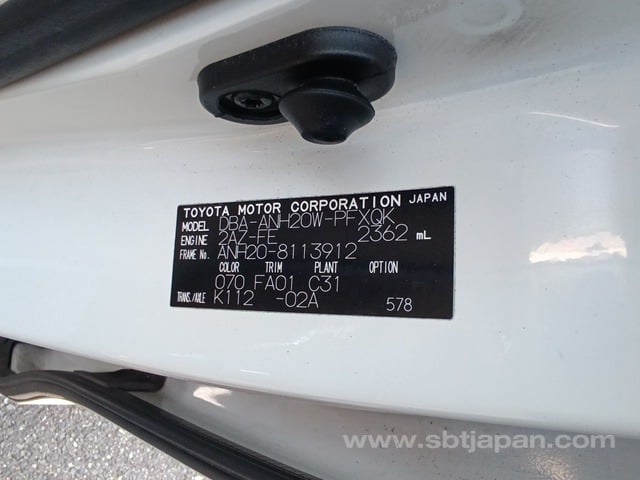 TOYOTA MOTOR CORPORATION JAPAN
MODEL DBA-ANH20W-PFXQK
ENGINE 2AZ-FE 2362 mL
FRAME No. ANH20-8113912
COLOR TRIM PLANT OPTION
070 FA01 C31
TRANS./AXLE K112 -02A 578
www.sbtjapan.com